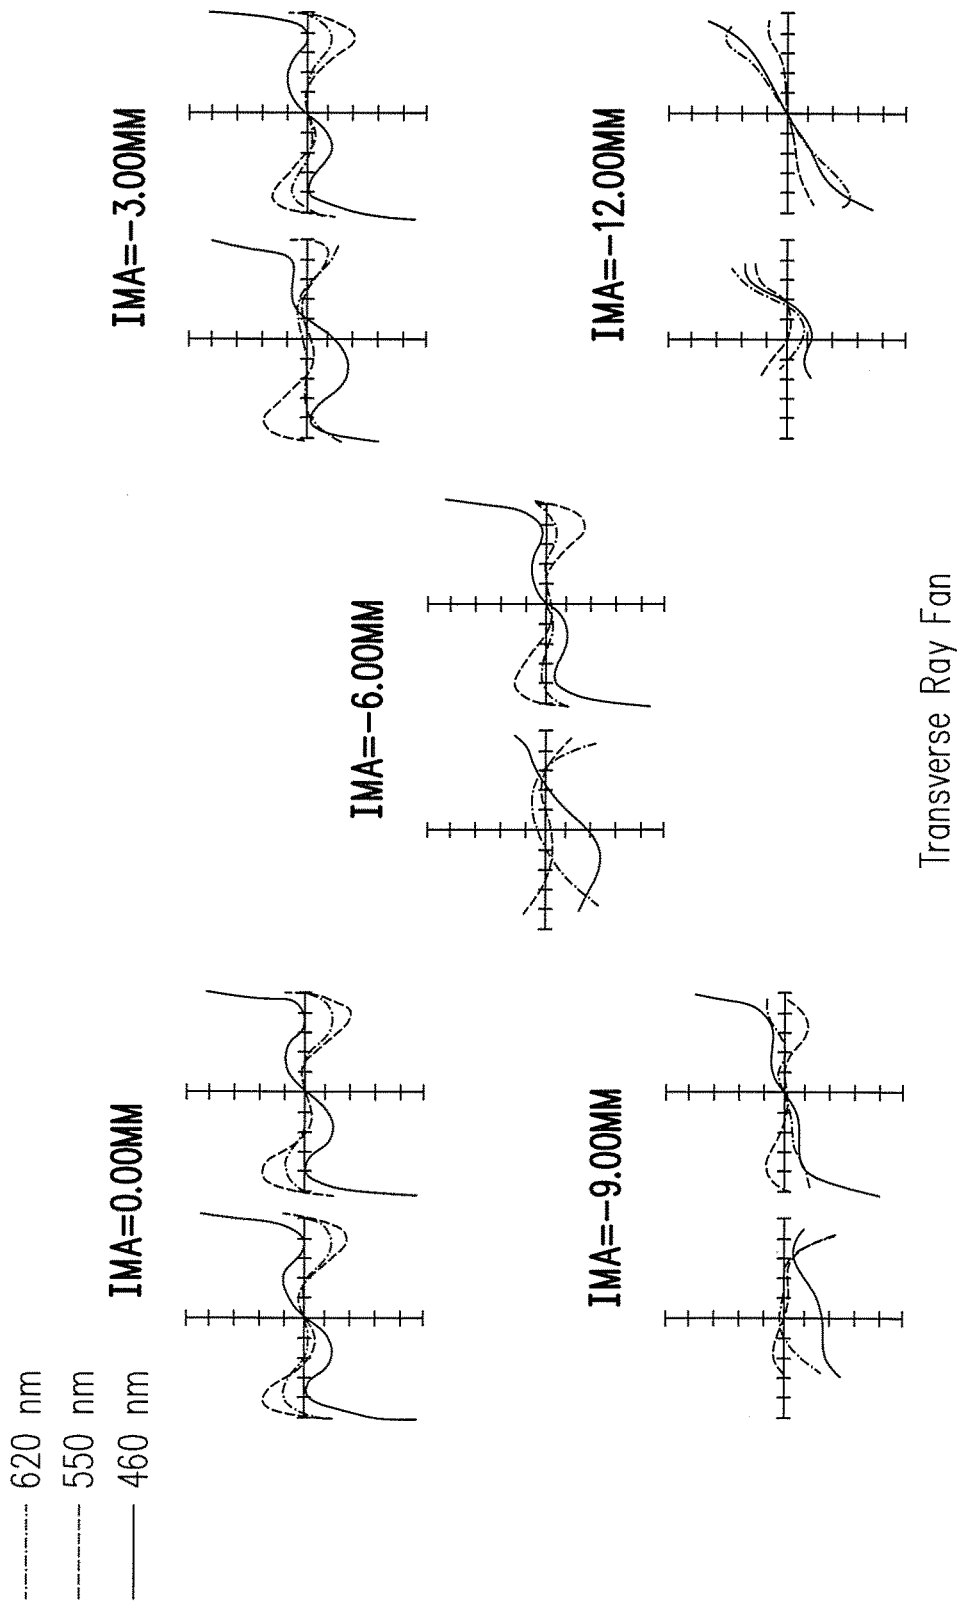 620 nm
550 nm
460 nm
IMA=0.00MM
IMA=-3.00MM
IMA=-6.00MM
IMA=-9.00MM
IMA=-12.00MM
Transverse Ray Fan